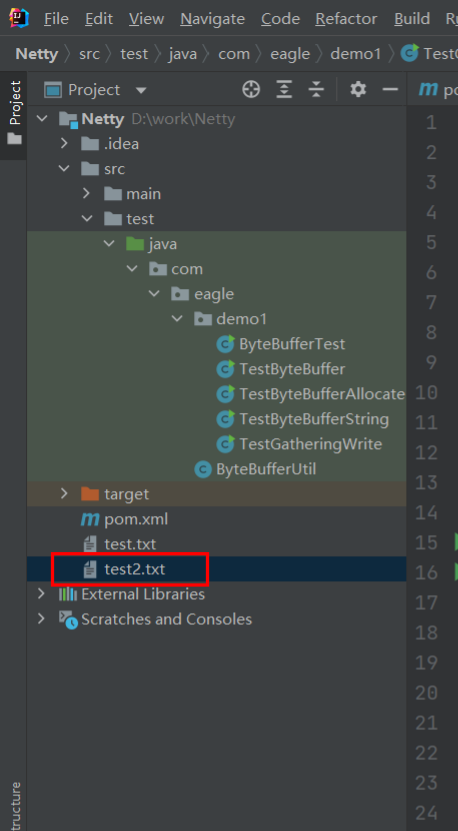 File Edit View Navigate Code Refactor Build
Netty src test java com eagle demo1
Project
Project
Netty D:\work\Netty
.idea
src
main
test
java
com
eagle
demo1
ByteBufferTest
TestByteBuffer
TestByteBufferAllocate
TestByteBufferString
TestGatheringWrite
ByteBufferUtil
target
pom.xml
test.txt
test2.txt
External Libraries
Scratches and Consoles
1
2
3
4
5
6
7
8
9
10
11
12
13
14
15
16
17
18
19
20
21
22
23
24